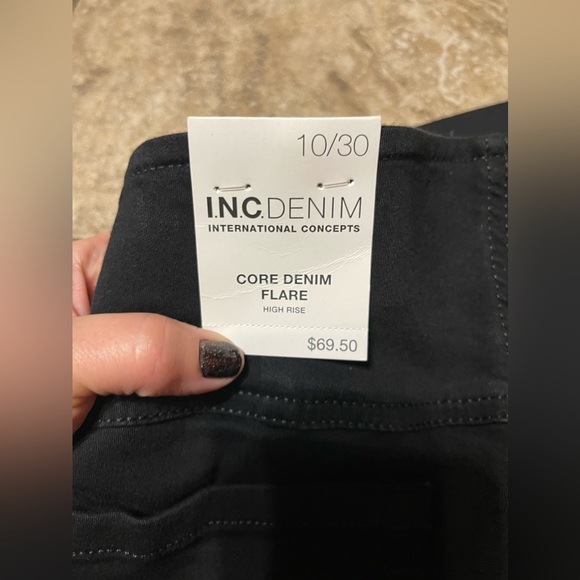 10/30
I.N.C.DENIM
INTERNATIONAL CONCEPTS
CORE DENIM
FLARE
HIGH RISE
$69.50